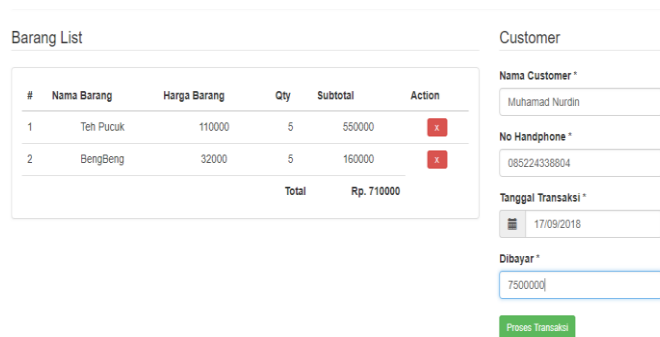 Barang List
# Nama Barang Harga Barang Qty Subtotal Action
1 Teh Pucuk 110000 5 550000 x
2 BengBeng 32000 5 160000 x
Total Rp. 710000
Customer
Nama Customer *
Muhamad Nurdin
No Handphone *
085224338804
Tanggal Transaksi *
17/09/2018
Dibayar *
7500000
Proses Transaksi